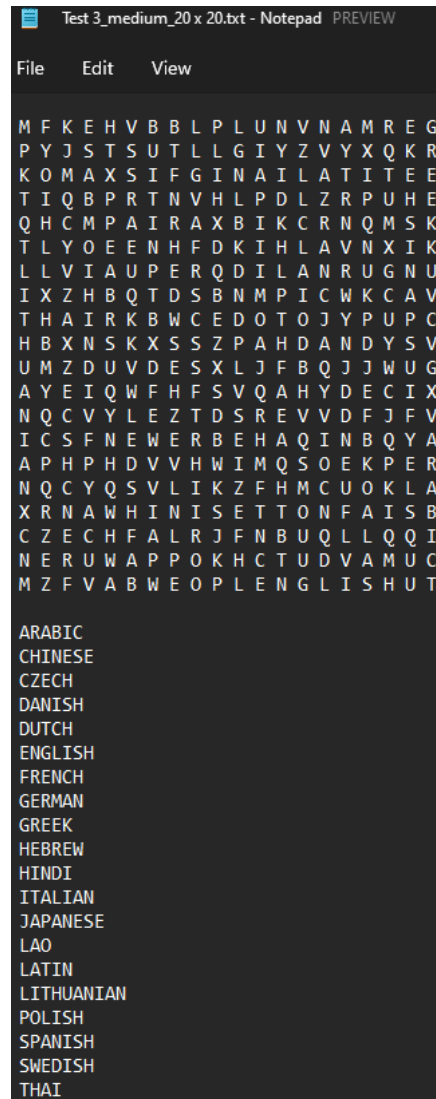 Test 3_medium_20 x 20.txt - Notepad PREVIEW
File Edit View
M F K E H V B B L P L U N V N A M R E G
P Y J S T S U T L L G I Y Z V Y X Q K R
K O M A X S I F G I N A I L A T I T E E
T I Q B P R T N V H L P D L Z R P U H E
Q H C M P A I R A X B I K C R N Q M S K
T L Y O E E N H F D K I H L A V N X I K
L L V I A U P E R Q D I L A N R U G N U
I X Z H B Q T D S B N M P I C W K C A V
T H A I R K B W C E D O T O J Y P U P C
H B X N S K X S S Z P A H D A N D Y S V
U M Z D U V D E S X L J F B Q J J W U G
A Y E I Q W F H F S V Q A H Y D E C I X
N Q C V Y L E Z T D S R E V V D F J F V
I C S F N E W E R B E H A Q I N B Q Y A
A P H P H D V V H W I M Q S O E K P E R
N Q C Y Q S V L I K Z F H M C U O K L A
X R N A W H I N I S E T T O N F A I S B
C Z E C H F A L R J F N B U Q L L Q Q I
N E R U W A P P O K H C T U D V A M U C
M Z F V A B W E O P L E N G L I S H U T
ARABIC
CHINESE
CZECH
DANISH
DUTCH
ENGLISH
FRENCH
GERMAN
GREEK
HEBREW
HINDI
ITALIAN
JAPANESE
LAO
LATIN
LITHUANIAN
POLISH
SPANISH
SWEDISH
THAI